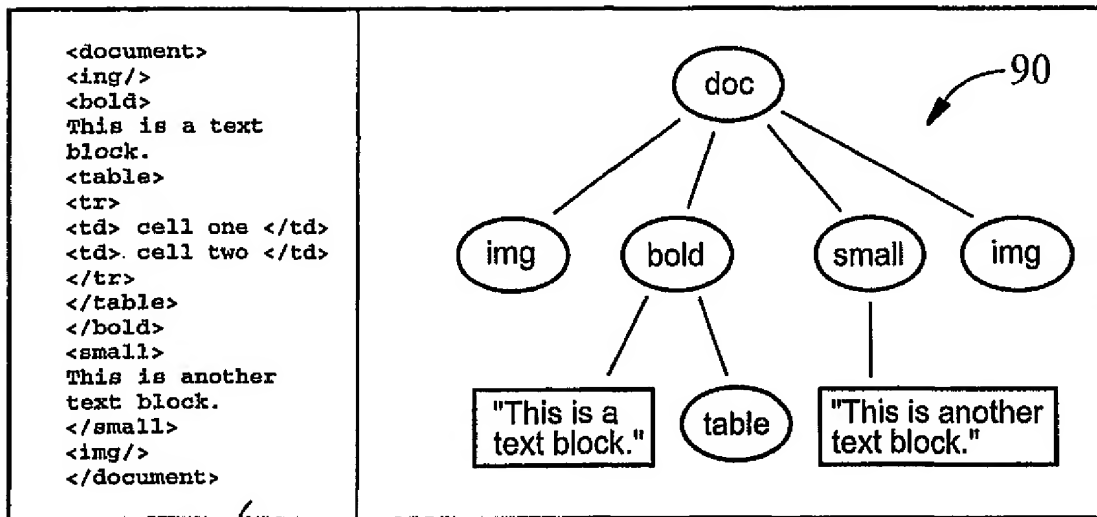 <document>
<ing/>
<bold>
This is a text
block.
<table>
<tr>
<td> cell one </td>
<td> cell two </td>
</tr>
</table>
</bold>
<small>
This is another
text block.
</small>
<img/>
</document>
90
doc
img
bold
small
img
"This is a
text block."
table
"This is another
text block."